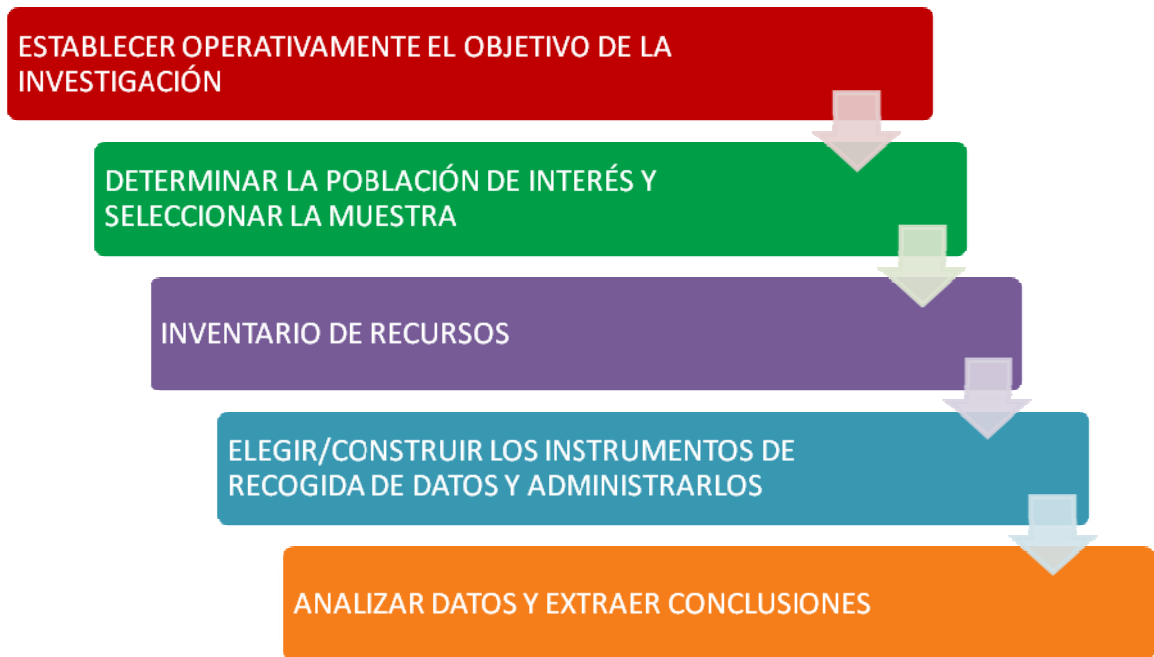 ESTABLECER OPERATIVAMENTE EL OBJETIVO DE LA
INVESTIGACIÓN
DETERMINAR LA POBLACIÓN DE INTERÉS Y
SELECCIONAR LA MUESTRA
INVENTARIO DE RECURSOS
ELEGIR/CONSTRUIR LOS INSTRUMENTOS DE
RECOGIDA DE DATOS Y ADMINISTRARLOS
ANALIZAR DATOS Y EXTRAER CONCLUSIONES